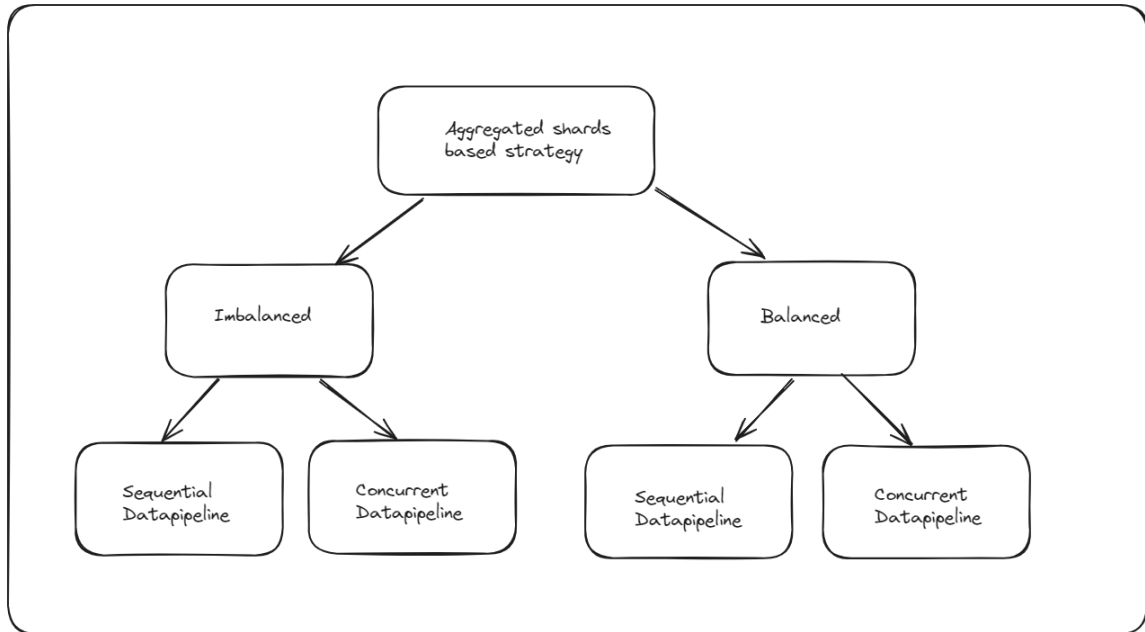 Aggregated shards
based strategy
Imbalanced
Balanced
Sequential
Datapipeline
Concurrent
Datapipeline
Sequential
Datapipeline
Concurrent
Datapipeline